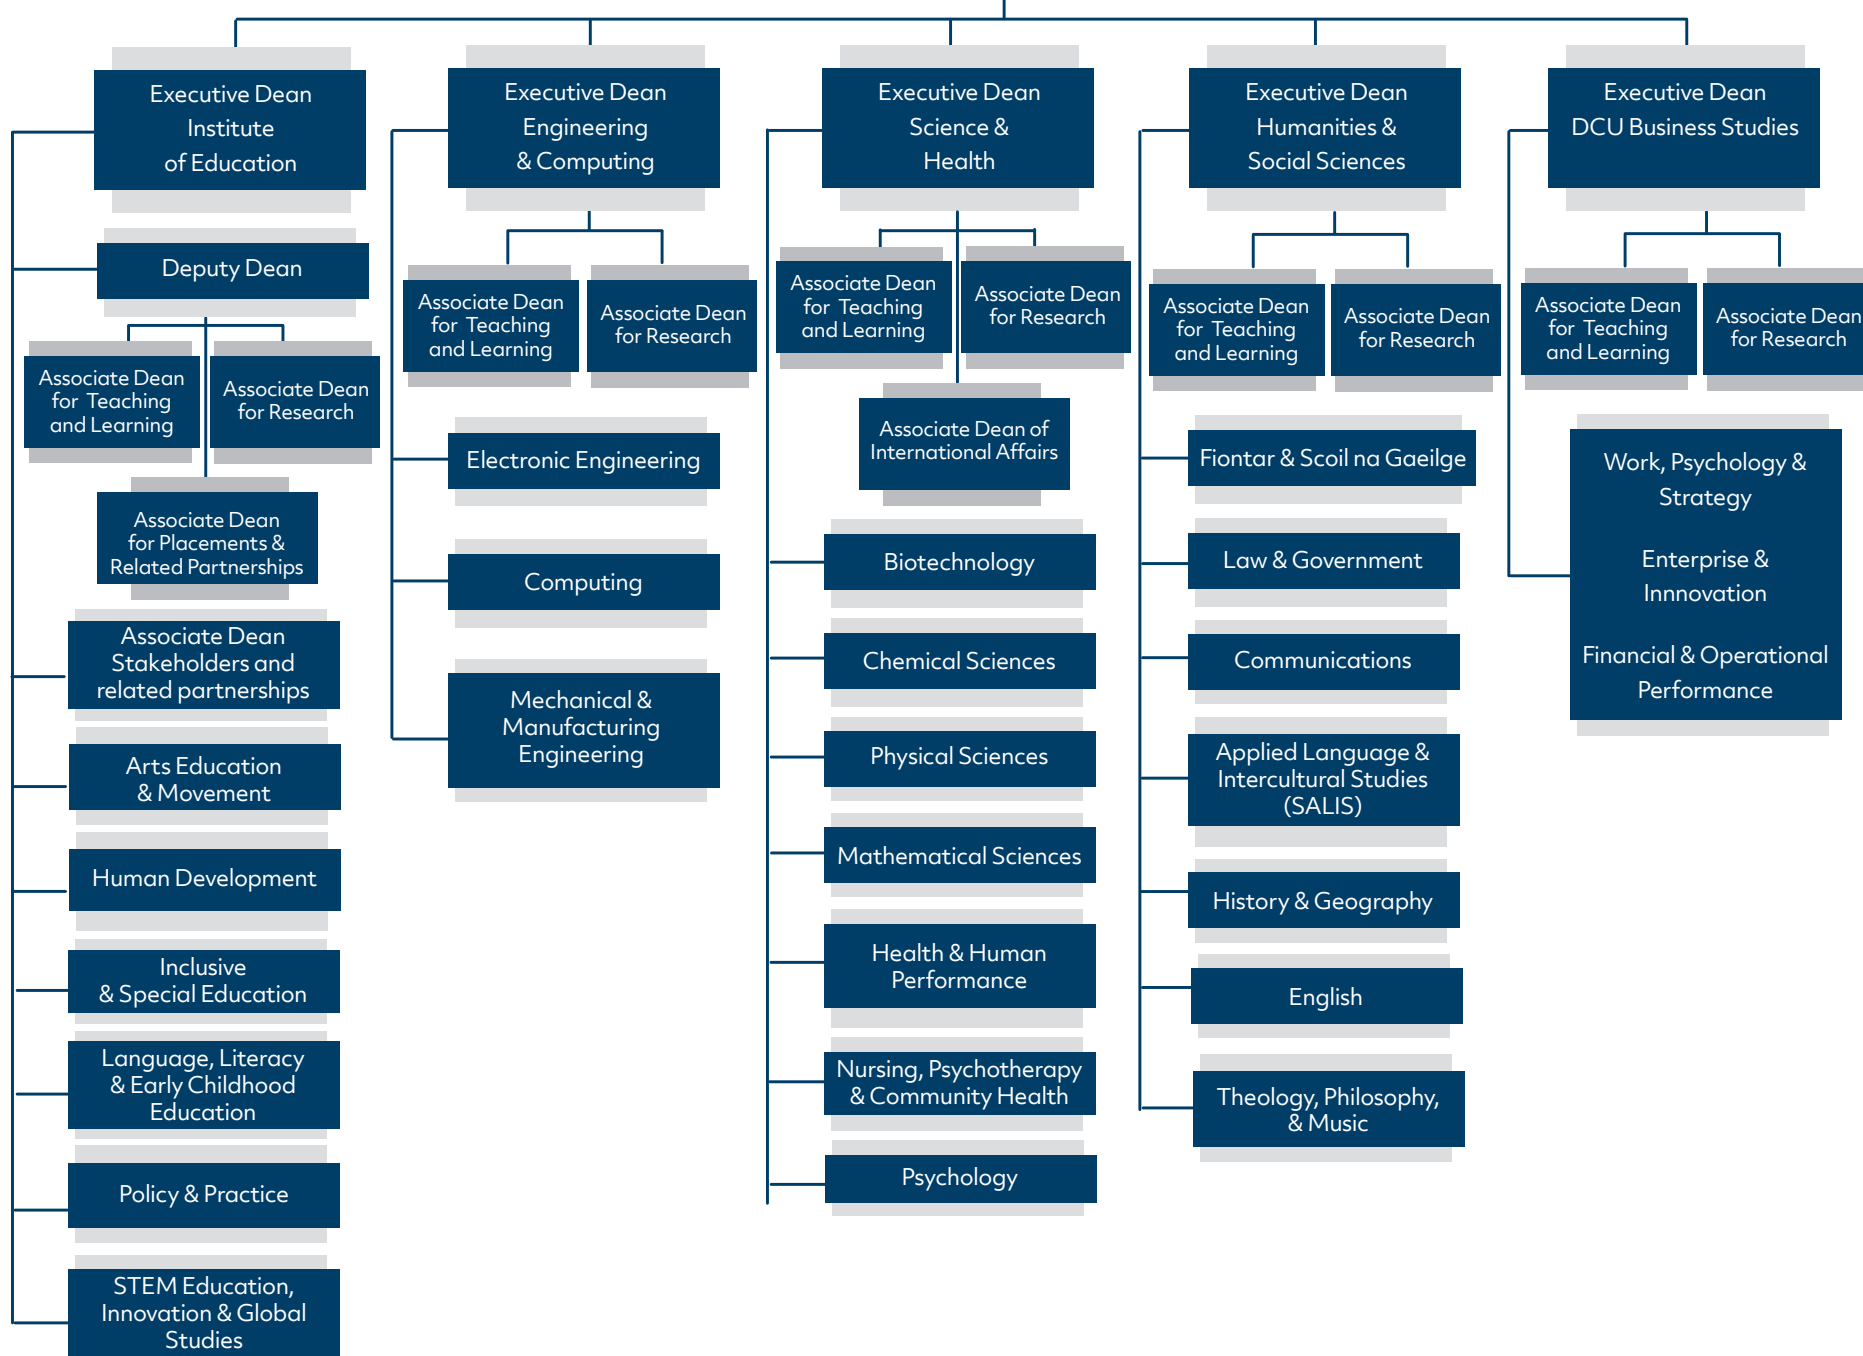 Executive Dean
Institute
of Education
Deputy Dean
Associate Dean
for Teaching
and Learning
Associate Dean
for Research
Associate Dean
for Placements &
Related Partnerships
Associate Dean
Stakeholders and
related partnerships
Arts Education
& Movement
Human Development
Inclusive
& Special Education
Language, Literacy
& Early Childhood
Education
Policy & Practice
STEM Education,
Innovation & Global
Studies
Executive Dean
Engineering
& Computing
Associate Dean
for Teaching
and Learning
Associate Dean
for Research
Electronic Engineering
Computing
Mechanical &
Manufacturing
Engineering
Executive Dean
Science &
Health
Associate Dean
for Teaching
and Learning
Associate Dean
for Research
Associate Dean of
International Affairs
Biotechnology
Chemical Sciences
Physical Sciences
Mathematical Sciences
Health & Human
Performance
Nursing, Psychotherapy
& Community Health
Psychology
Executive Dean
Humanities &
Social Sciences
Associate Dean
for Teaching
and Learning
Associate Dean
for Research
Fiontar & Scoil na Gaeilge
Law & Government
Communications
Applied Language &
Intercultural Studies
(SALIS)
History & Geography
English
Theology, Philosophy,
& Music
Executive Dean
DCU Business Studies
Associate Dean
for Teaching
and Learning
Associate Dean
for Research
Work, Psychology &
Strategy
Enterprise &
Innnovation
Financial & Operational
Performance